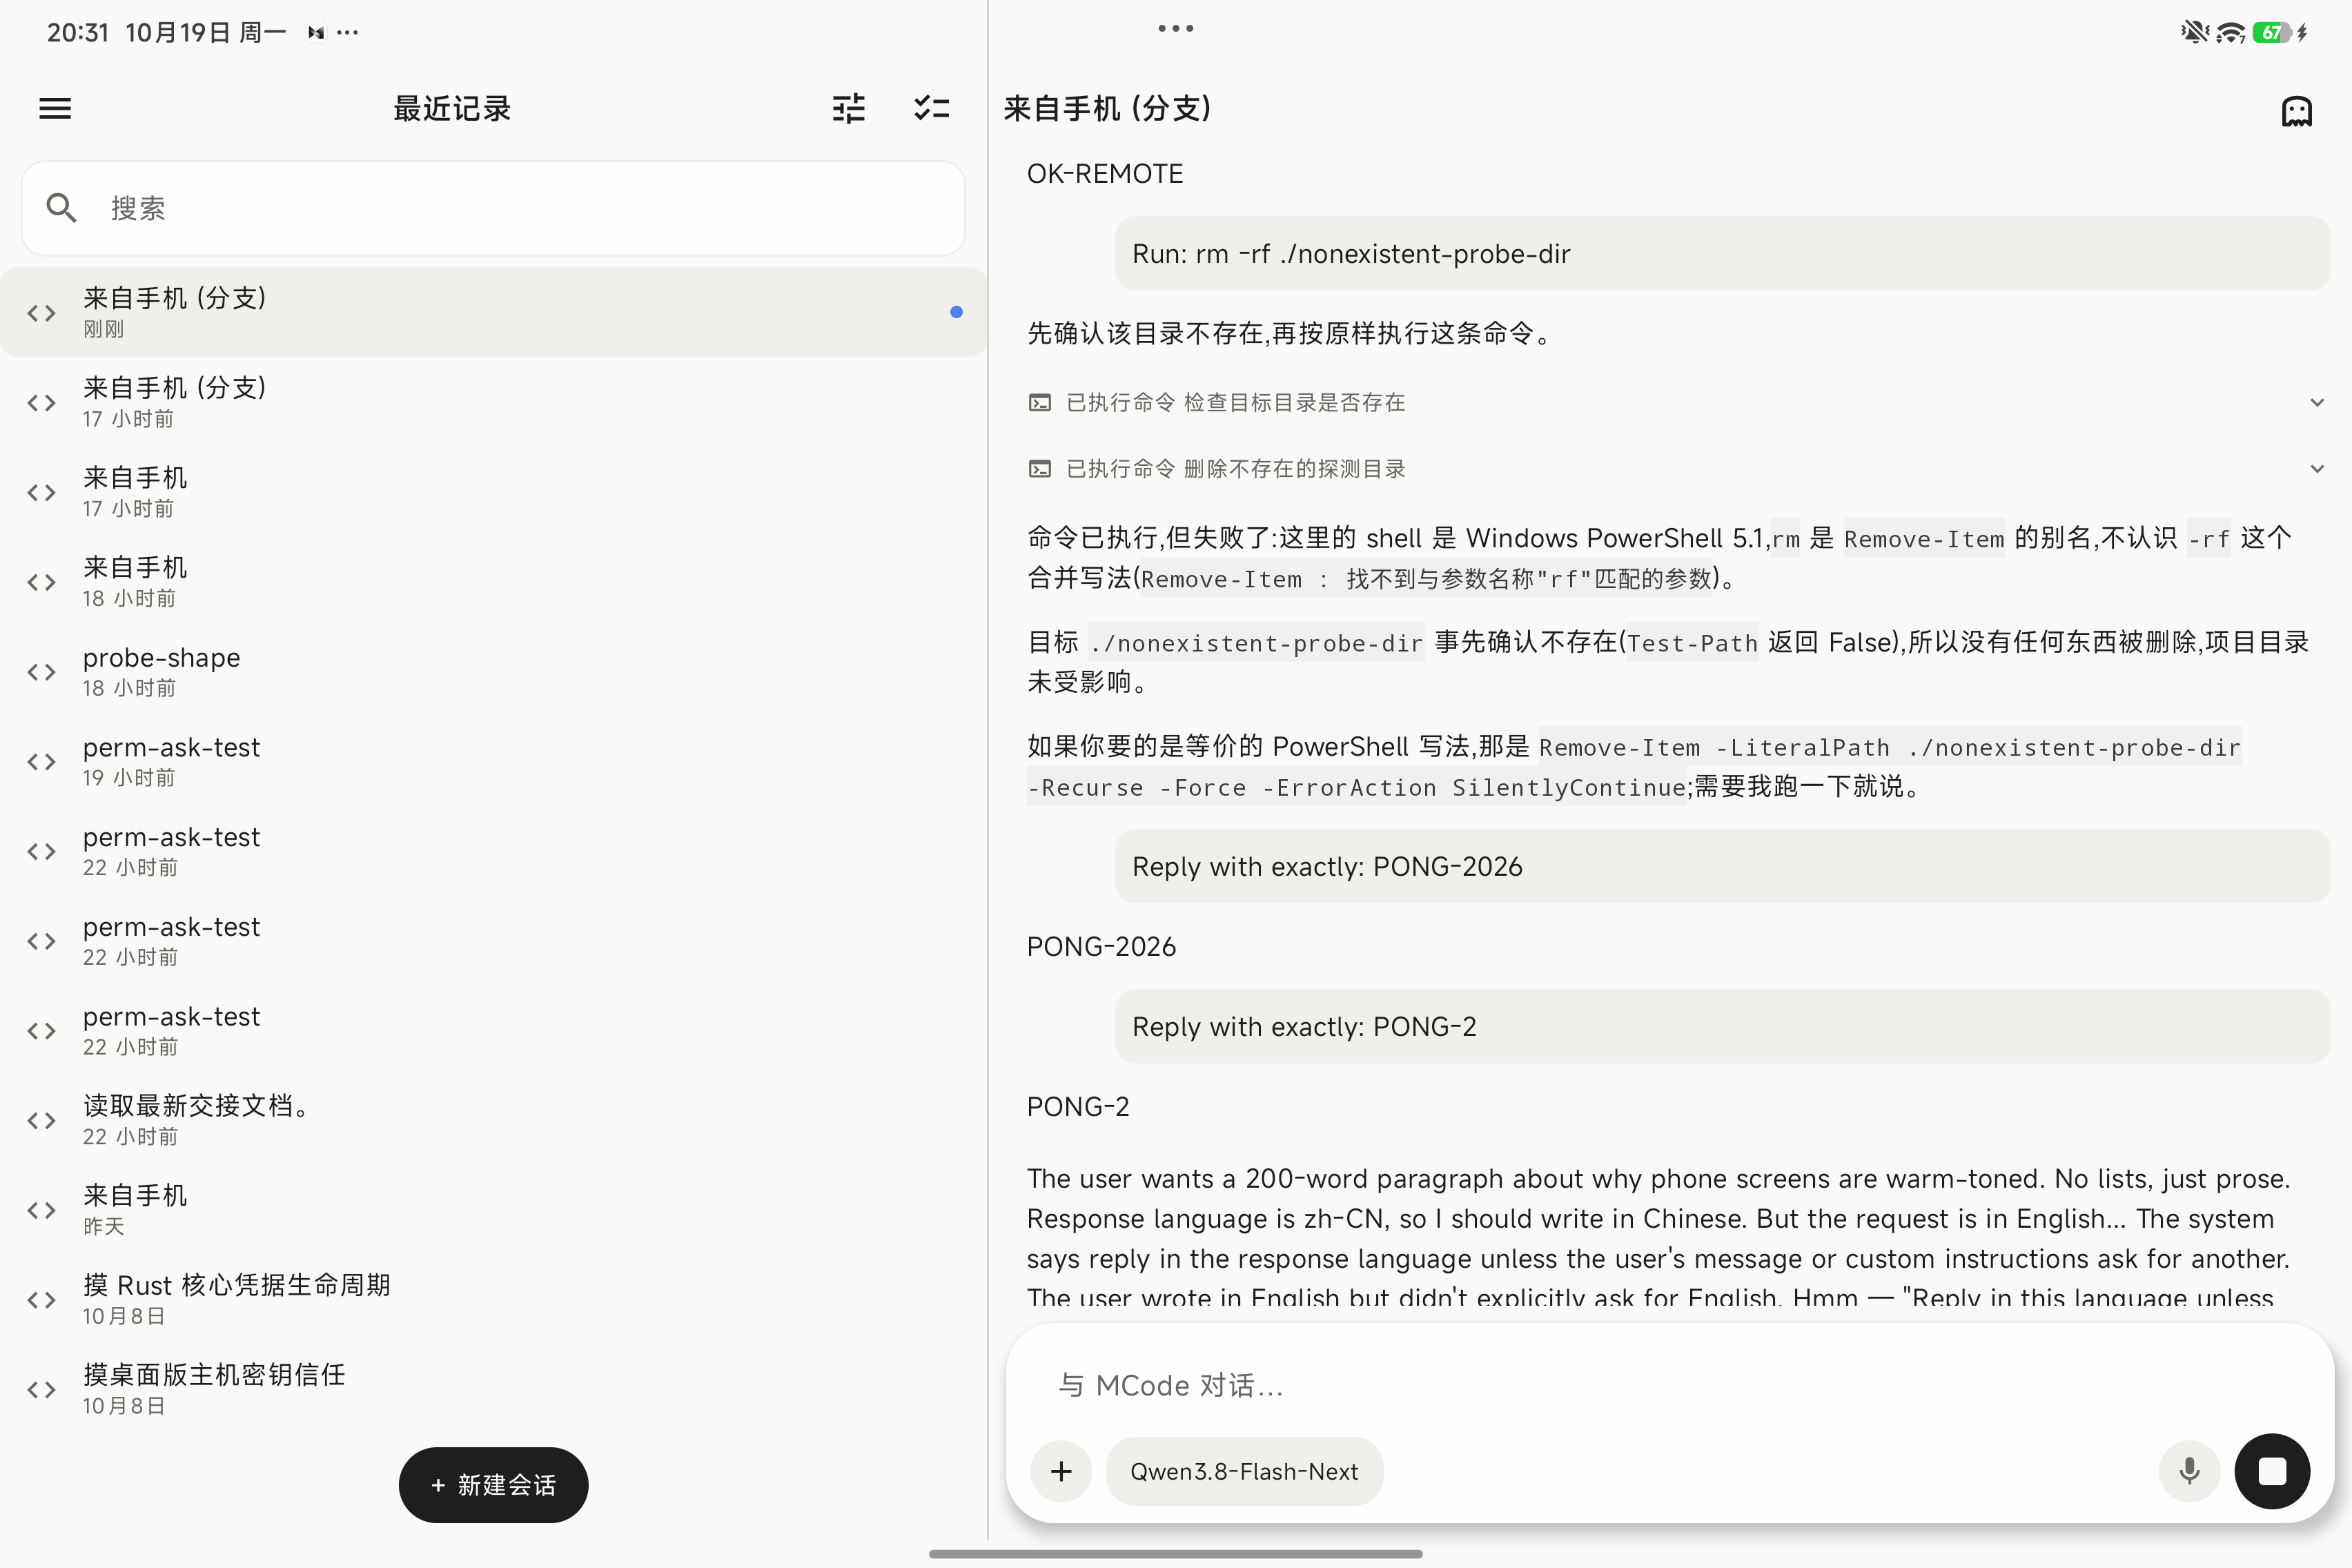 20:31 10月19日 周一
67
最近记录
搜索
来自手机 (分支)
刚刚
来自手机 (分支)
17 小时前
来自手机
17 小时前
来自手机
18 小时前
probe-shape
18 小时前
perm-ask-test
19 小时前
perm-ask-test
22 小时前
perm-ask-test
22 小时前
perm-ask-test
22 小时前
读取最新交接文档。
22 小时前
来自手机
昨天
摸 Rust 核心凭据生命周期
10月8日
摸桌面版主机密钥信任
10月8日
+ 新建会话
来自手机 (分支)
OK-REMOTE
Run: rm -rf ./nonexistent-probe-dir
先确认该目录不存在,再按原样执行这条命令。
已执行命令 检查目标目录是否存在
已执行命令 删除不存在的探测目录
命令已执行,但失败了:这里的 shell 是 Windows PowerShell 5.1,rm 是 Remove-Item 的别名,不认识 -rf 这个
合并写法(Remove-Item : 找不到与参数名称"rf"匹配的参数)。
目标 ./nonexistent-probe-dir 事先确认不存在(Test-Path 返回 False),所以没有任何东西被删除,项目目录
未受影响。
如果你要的是等价的 PowerShell 写法,那是 Remove-Item -LiteralPath ./nonexistent-probe-dir
-Recurse -Force -ErrorAction SilentlyContinue;需要我跑一下就说。
Reply with exactly: PONG-2026
PONG-2026
Reply with exactly: PONG-2
PONG-2
The user wants a 200-word paragraph about why phone screens are warm-toned. No lists, just prose.
Response language is zh-CN, so I should write in Chinese. But the request is in English... The system
says reply in the response language unless the user's message or custom instructions ask for another.
The user wrote in English but didn't explicitly ask for English. Hmm — "Reply in this language unless
与 MCode 对话...
Qwen3.8-Flash-Next